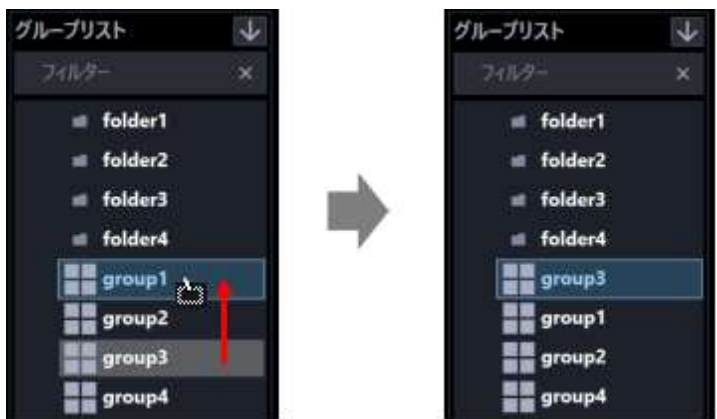 グループリスト
フィルター ×
folder1
folder2
folder3
folder4
group1
group2
group3
group4
グループリスト
フィルター ×
folder1
folder2
folder3
folder4
group3
group1
group2
group4